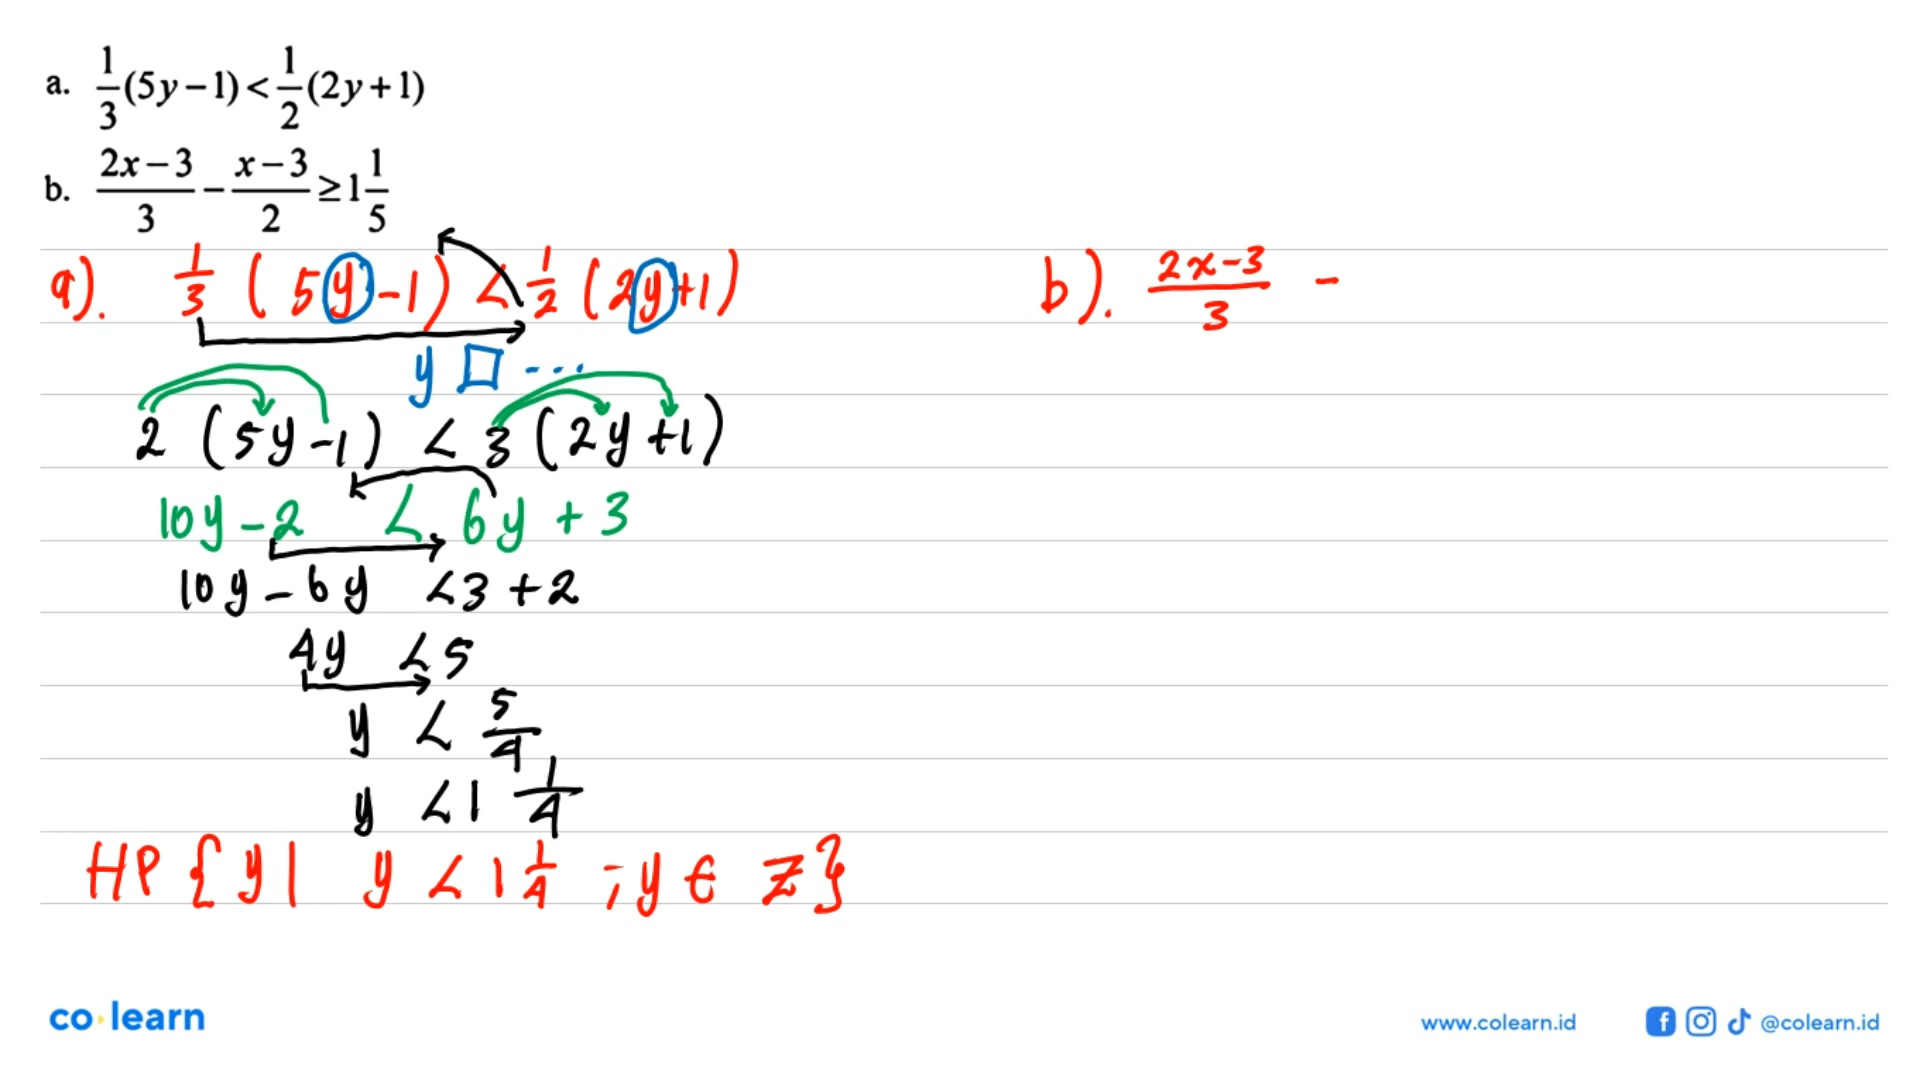 a. 1/3(5y−1)<1/2(2y+1)
b. (2x−3)/3−(x−3)/2≥1 1/5
a). 1/3 (5y−1) < 1/2 (2y+1)
y □ ...
2 (5y−1) < 3 (2y+1)
10y−2 < 6y + 3
10y − 6y < 3 + 2
4y < 5
y < 5/4
y < 1 1/4
HP { y | y < 1 1/4 ; y ∈ Z }
b). (2x−3)/3 −
co learn
www.colearn.id
@colearn.id